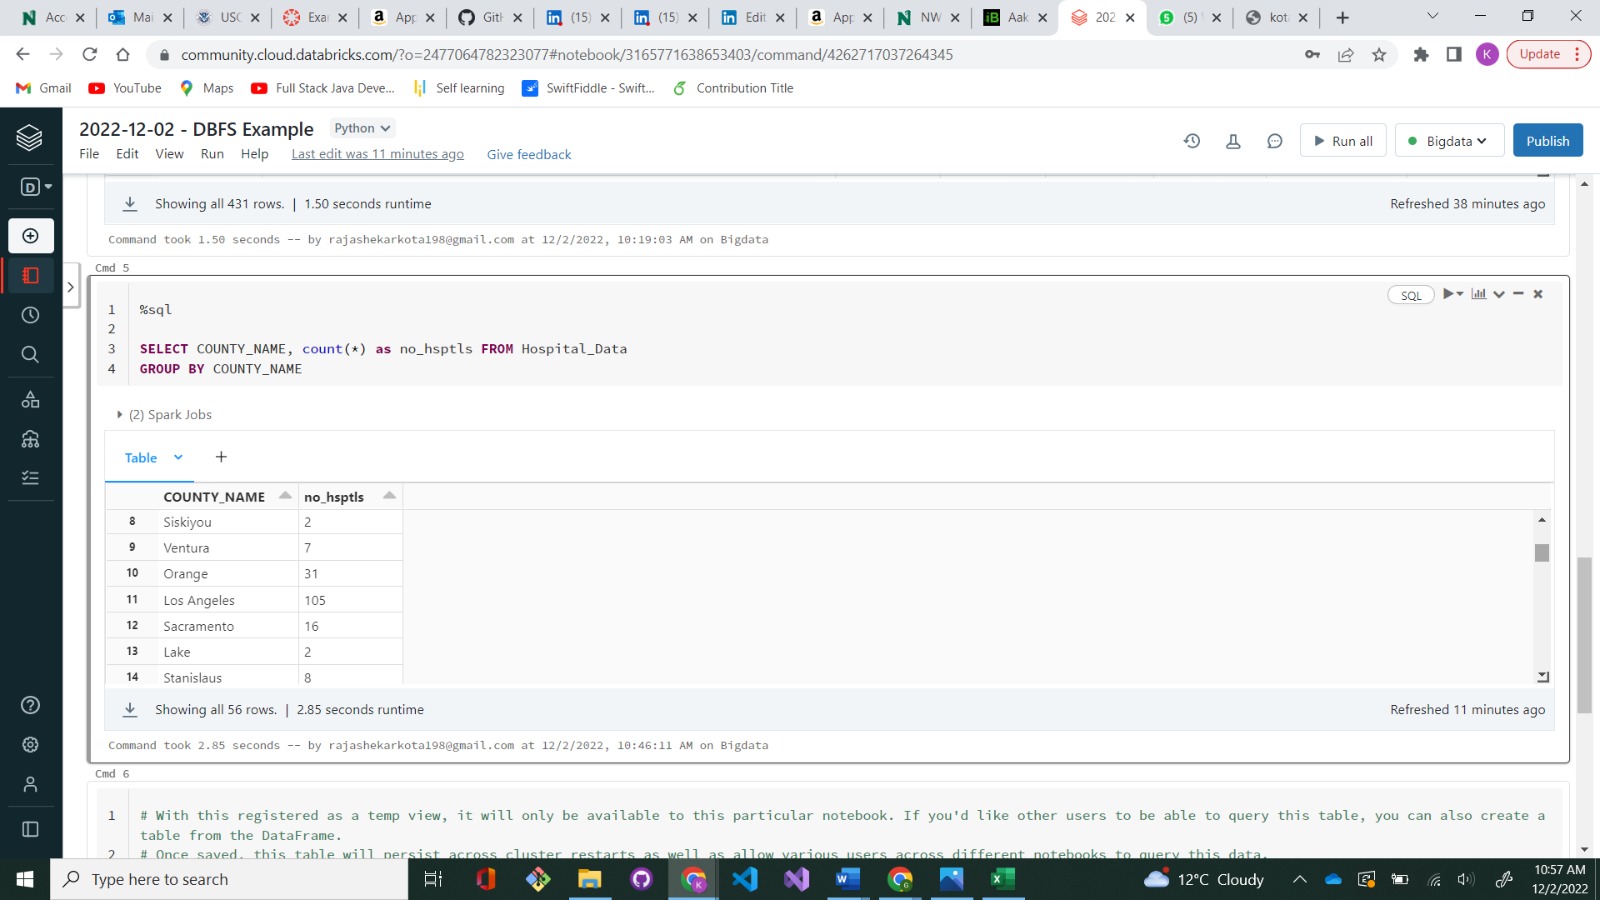 Acc
Mai
USC
Exa
App
Gitl
(15)
(15)
Edit
App
NW
Aak
202
(5)
kot
community.cloud.databricks.com/?o=2477064782323077#notebook/3165771638653403/command/4262717037264345
K
Update
Gmail
YouTube
Maps
Full Stack Java Deve...
Self learning
SwiftFiddle - Swift...
Contribution Title
2022-12-02 - DBFS Example
Python
File
Edit
View
Run
Help
Last edit was 11 minutes ago
Give feedback
Run all
Bigdata
Publish
D
Showing all 431 rows. | 1.50 seconds runtime
Refreshed 38 minutes ago
Command took 1.50 seconds -- by rajashekarkota198@gmail.com at 12/2/2022, 10:19:03 AM on Bigdata
Cmd 5
SQL
1 %sql
2
3 SELECT COUNTY_NAME, count(*) as no_hsptls FROM Hospital_Data
4 GROUP BY COUNTY_NAME
(2) Spark Jobs
Table
+
COUNTY_NAME no_hsptls
8 Siskiyou 2
9 Ventura 7
10 Orange 31
11 Los Angeles 105
12 Sacramento 16
13 Lake 2
14 Stanislaus 8
Showing all 56 rows. | 2.85 seconds runtime
Refreshed 11 minutes ago
Command took 2.85 seconds -- by rajashekarkota198@gmail.com at 12/2/2022, 10:46:11 AM on Bigdata
Cmd 6
1 # With this registered as a temp view, it will only be available to this particular notebook. If you'd like other users to be able to query this table, you can also create a
table from the DataFrame.
2 # Once saved, this table will persist across cluster restarts as well as allow various users across different notebooks to query this data.
Type here to search
12°C Cloudy
10:57 AM
12/2/2022